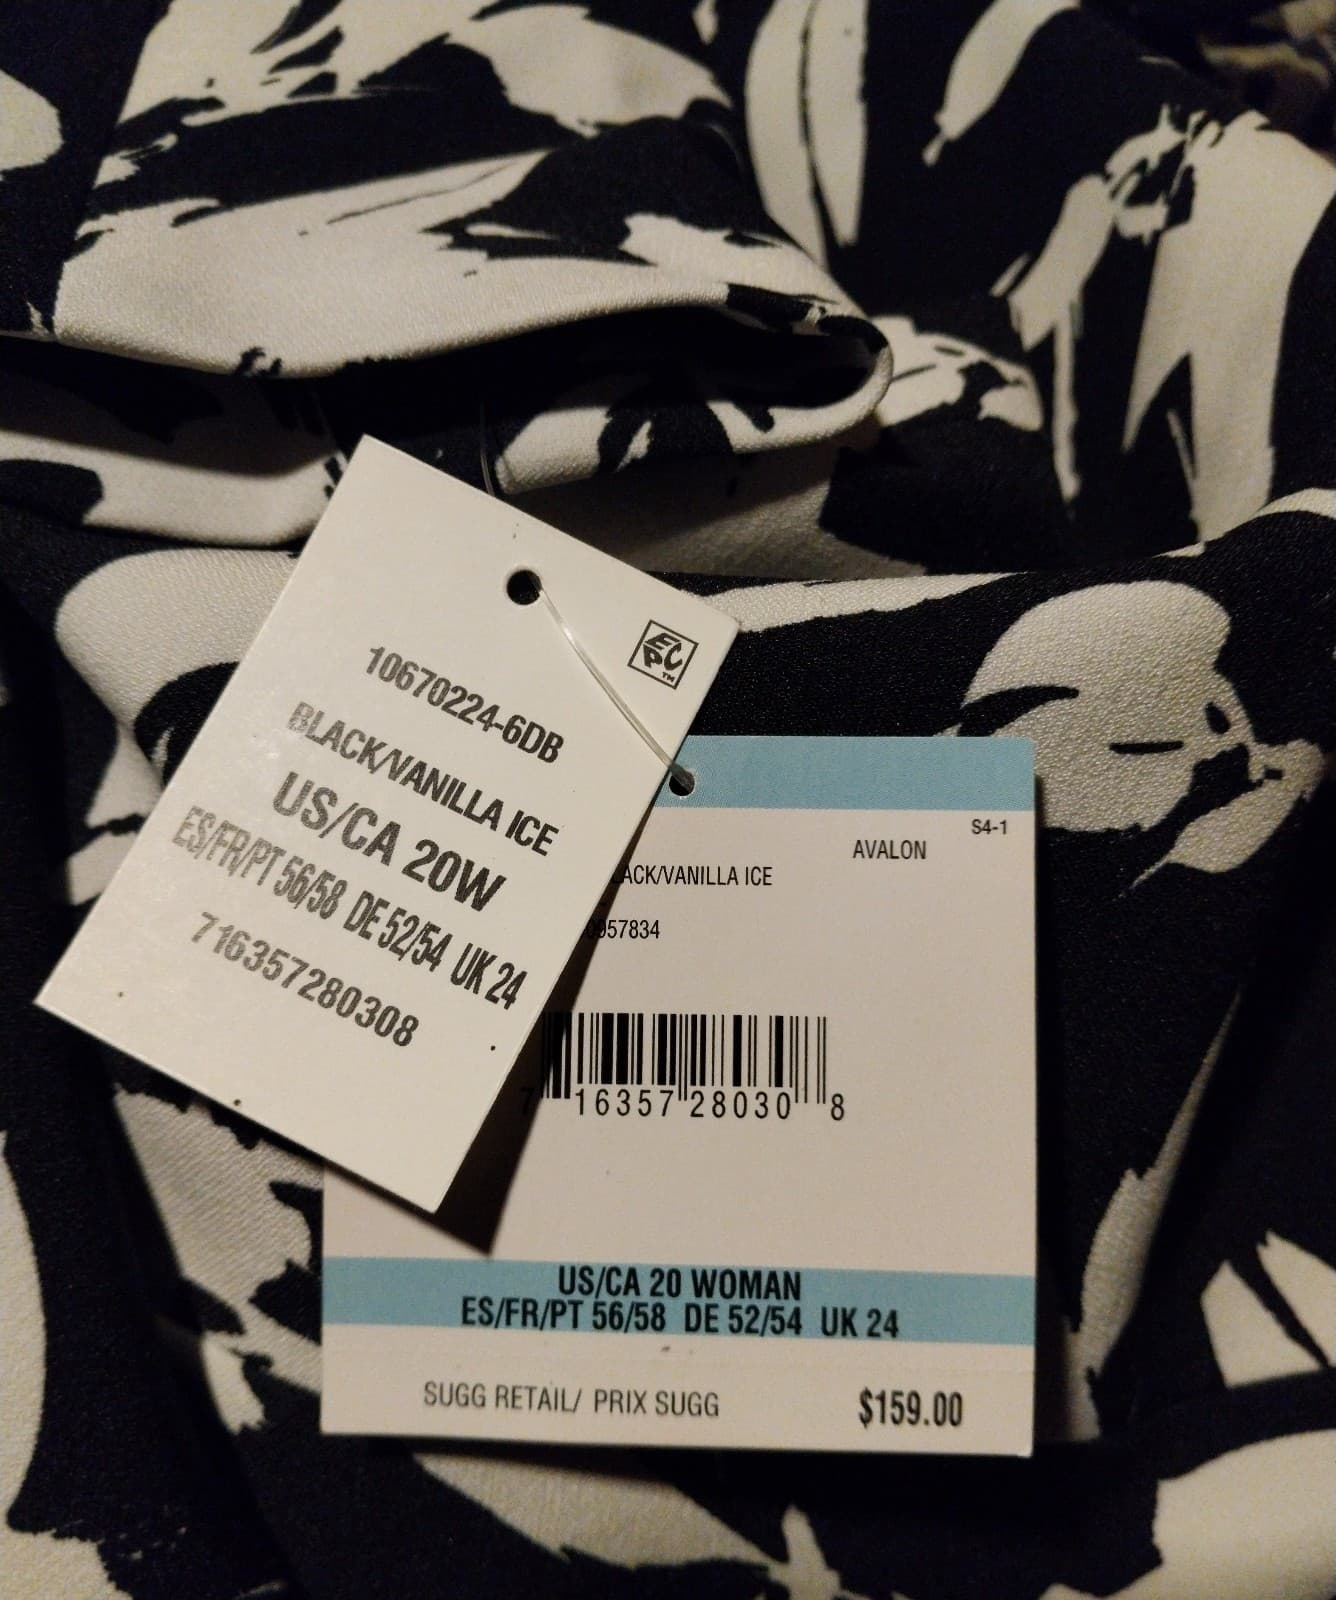 EPC™
10670224-6DB
BLACK/VANILLA ICE
US/CA 20W
ES/FR/PT 56/58 DE 52/54 UK 24
716357280308
S4-1
AVALON
LACK/VANILLA ICE
0957834
7 16357 28030 8
US/CA 20 WOMAN
ES/FR/PT 56/58 DE 52/54 UK 24
SUGG RETAIL/ PRIX SUGG $159.00